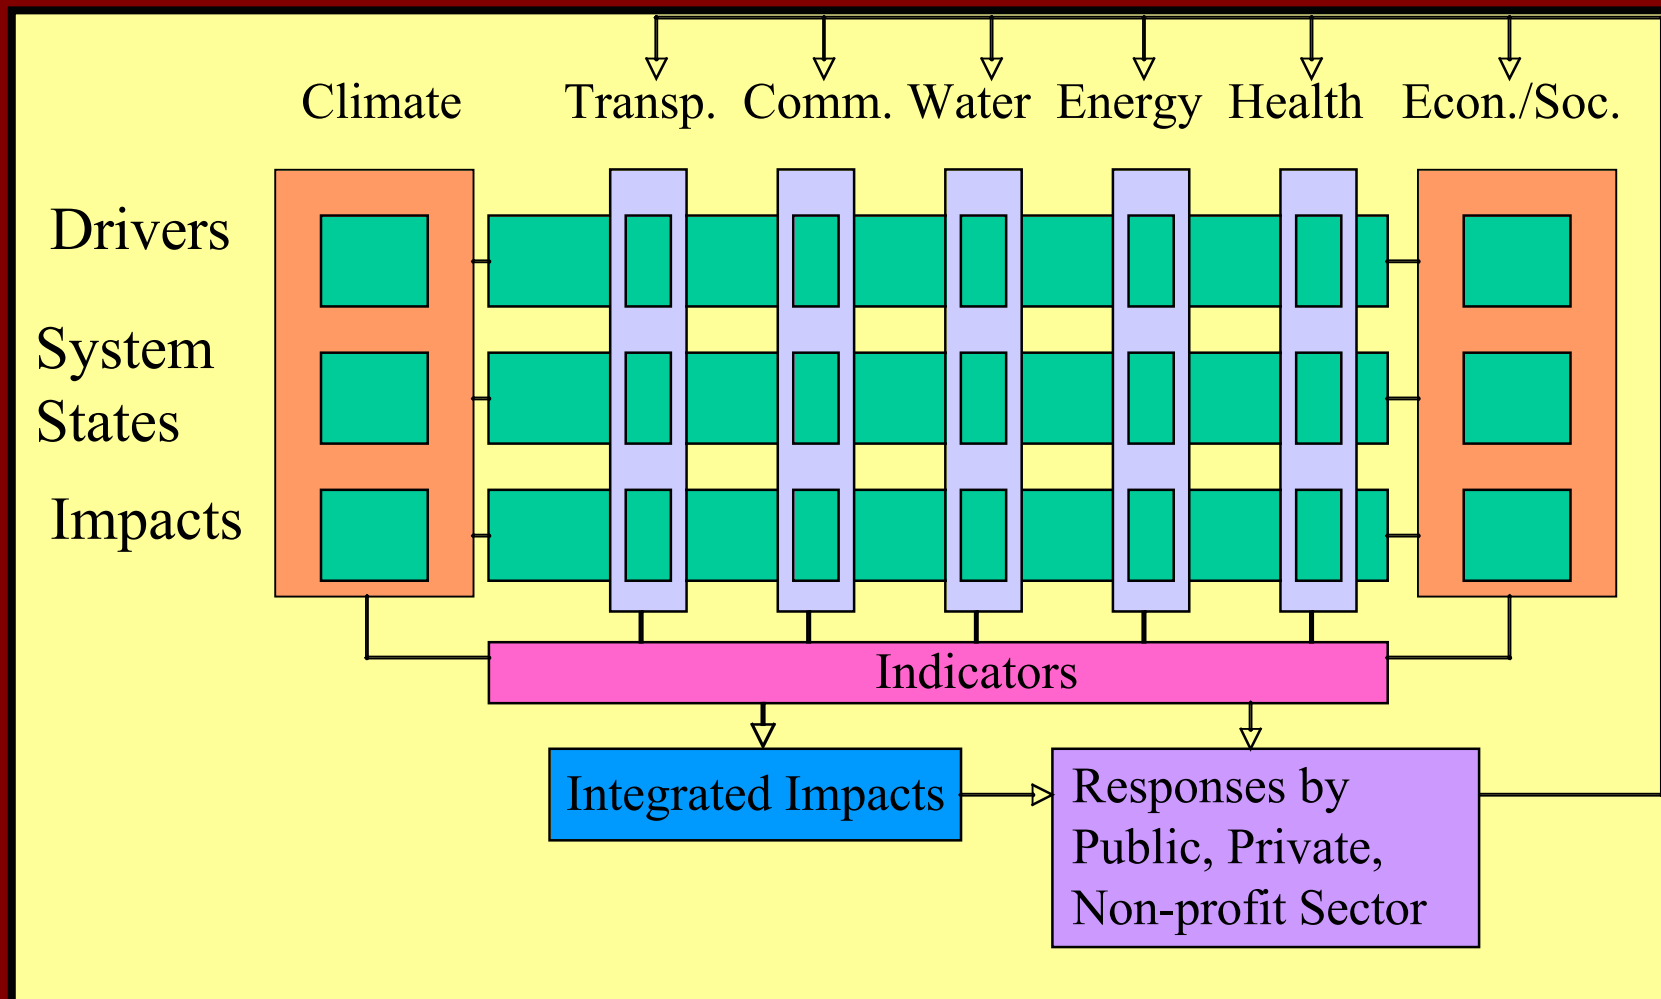 Climate Transp. Comm. Water Energy Health Econ./Soc.
Drivers
System
States
Impacts
Indicators
Integrated Impacts
Responses by
Public, Private,
Non-profit Sector